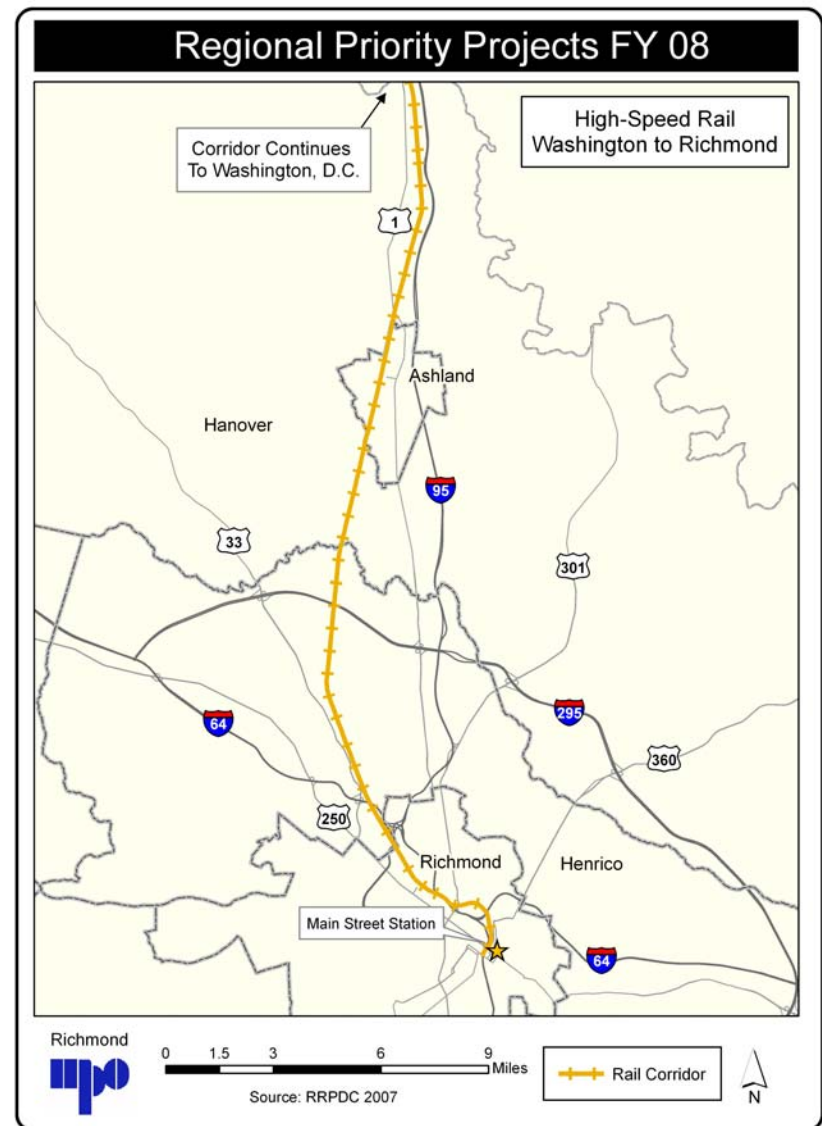 Regional Priority Projects FY 08
High-Speed Rail
Washington to Richmond
Corridor Continues
To Washington, D.C.
1
Ashland
Hanover
95
33
301
64
295
360
250
Richmond
Henrico
Main Street Station
64
Richmond
mpo
0 1.5 3 6 9
Miles
Source: RRPDC 2007
Rail Corridor
N